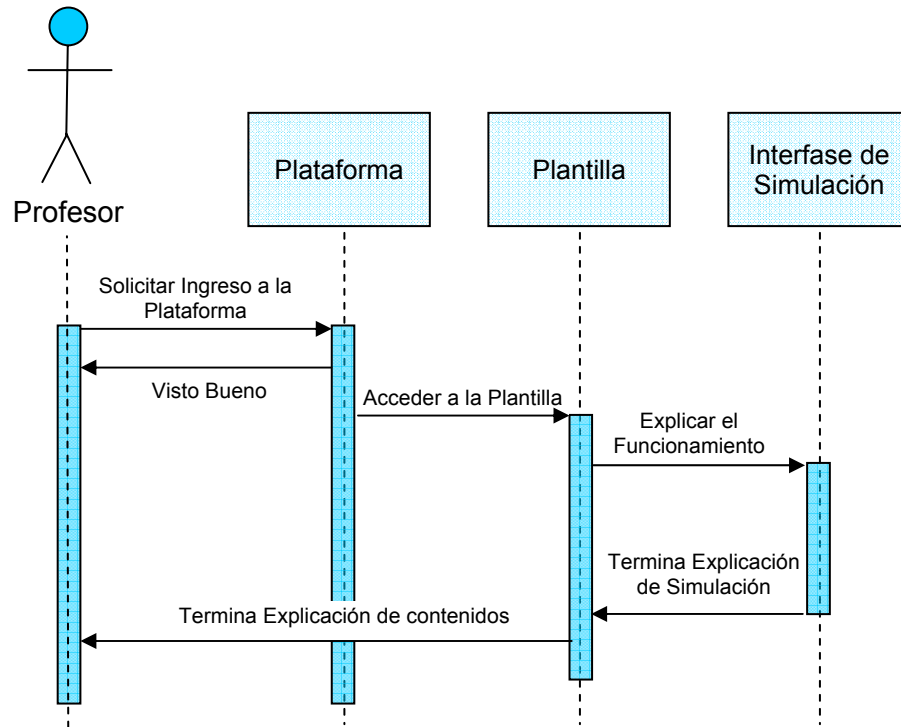 Profesor
Plataforma
Plantilla
Interfase de
Simulación
Solicitar Ingreso a la
Plataforma
Visto Bueno
Acceder a la Plantilla
Explicar el
Funcionamiento
Termina Explicación
de Simulación
Termina Explicación de contenidos